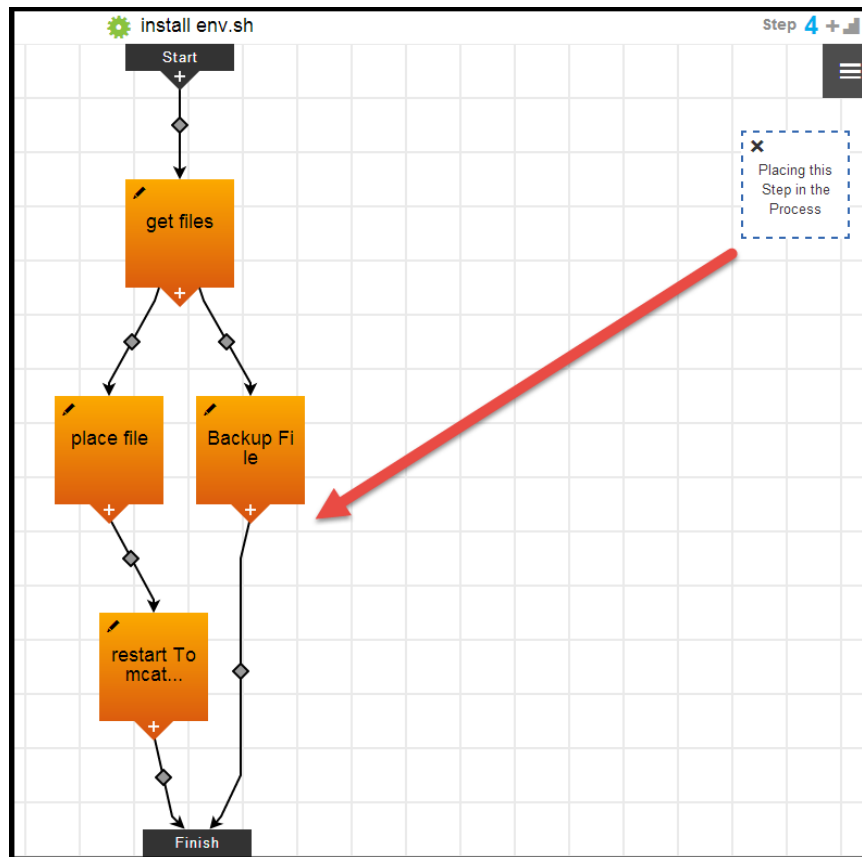 install env.sh
Step 4
Start
Placing this
Step in the
Process
get files
place file
Backup Fi
le
restart To
mcat...
Finish